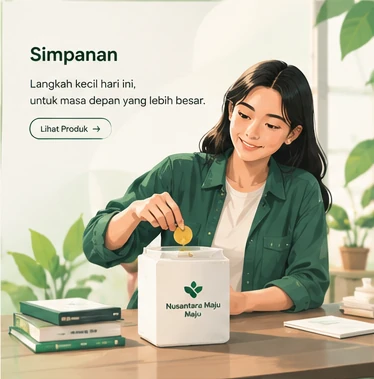 Simpanan
Langkah kecil hari ini,
untuk masa depan yang lebih besar.
Lihat Produk →
Nusantara Maju
Maju